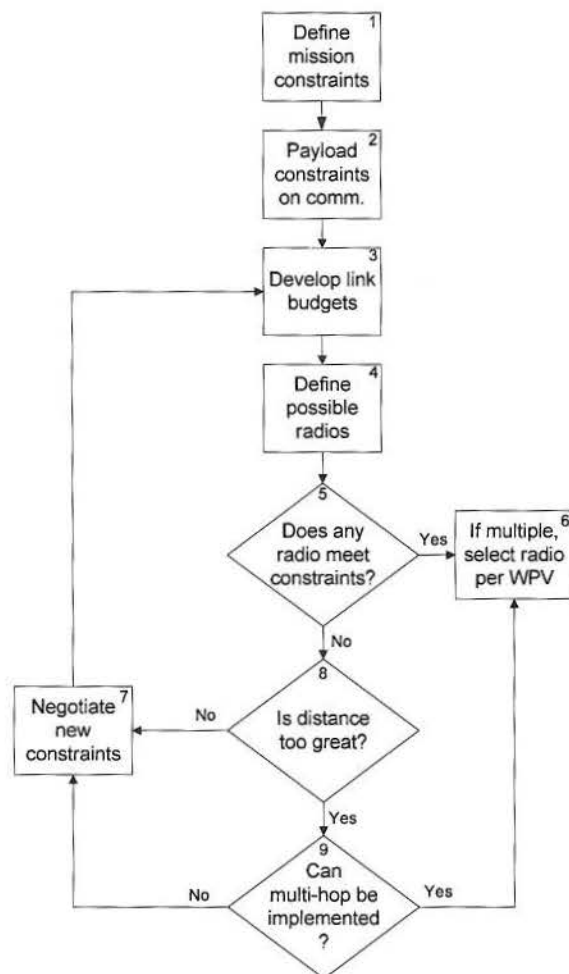 1
Define
mission
constraints
2
Payload
constraints
on comm.
3
Develop link
budgets
4
Define
possible
radios
5
Does any
radio meet
constraints?
Yes
6
If multiple,
select radio
per WPV
No
8
Is distance
too great?
No
7
Negotiate
new
constraints
Yes
9
Can
multi-hop be
implemented
?
No
Yes